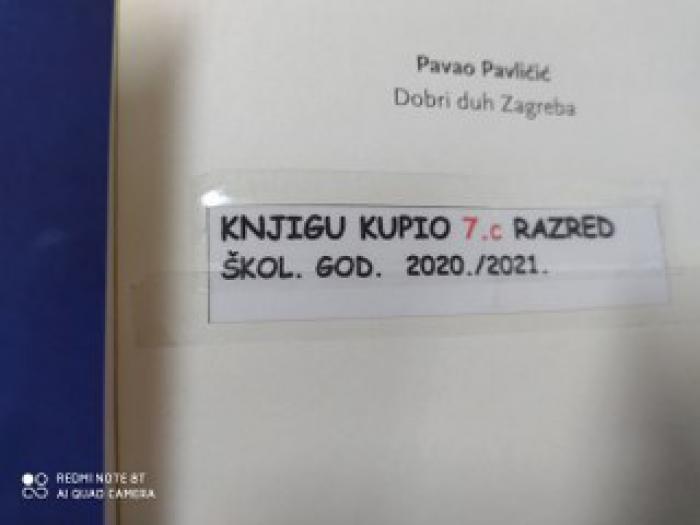 Pavao Pavličić
Dobri duh Zagreba
KNJIGU KUPIO 7.c RAZRED
ŠKOL. GOD. 2020./2021.
REDMI NOTE 8T
AI QUAD CAMERA